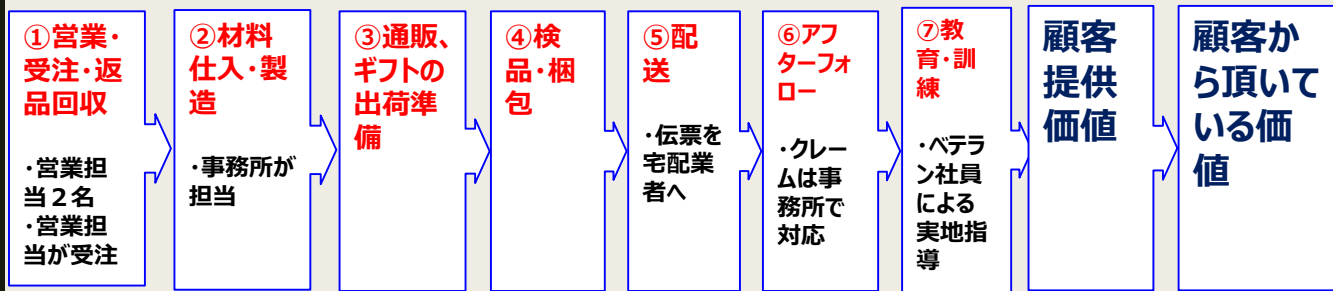 ①営業・
受注・返
品回収
・営業担
当２名
・営業担
当が受注
②材料
仕入・製
造
・事務所が
担当
③通販、
ギフトの
出荷準
備
④検
品・梱
包
⑤配
送
・伝票を
宅配業
者へ
⑥アフ
ターフォ
ロー
・クレー
ムは事
務所で
対応
⑦教
育・訓
練
・ベテラ
ン社員
による
実地指
導
顧客
提供
価値
顧客か
ら頂いて
いる価
値